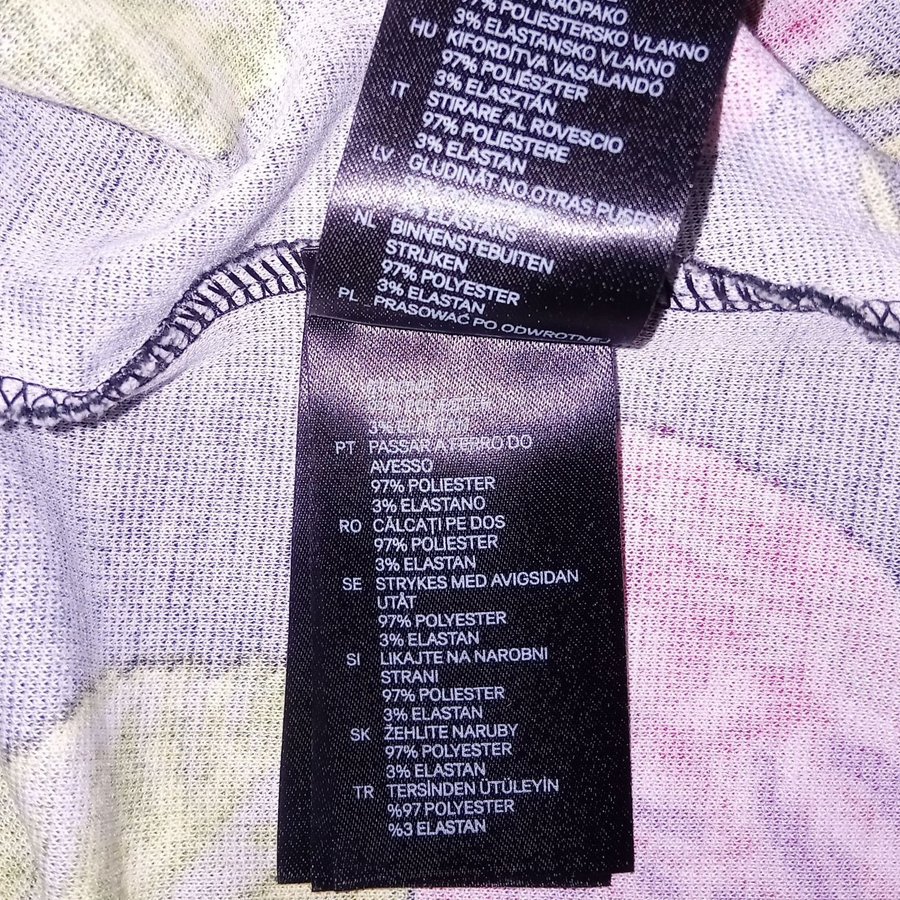 97% POLIESTERSKO VLAKNO
3% ELASTANSKO VLAKNO
HU KIFORDÍTVA VASALANDÓ
97% POLIÉSZTER
3% ELASZTÁN
IT STIRARE AL ROVESCIO
97% POLIESTERE
3% ELASTAN
LV GLUDINĀT NO OTRAS PUSES
3% ELASTĀNS
NL BINNENSTEBUITEN
STRIJKEN
97% POLYESTER
3% ELASTAN
PL PRASOWAĆ PO ODWROTNEJ
3% ELASTAN
PT PASSAR A FERRO DO
AVESSO
97% POLIESTER
3% ELASTANO
RO CĂLCAȚI PE DOS
97% POLIESTER
3% ELASTAN
SE STRYKES MED AVIGSIDAN
UTÅT
97% POLYESTER
3% ELASTAN
SI LIKAJTE NA NAROBNI
STRANI
97% POLIESTER
3% ELASTAN
SK ŽEHLITE NARUBY
97% POLYESTER
3% ELASTAN
TR TERSİNDEN ÜTÜLEYİN
%97 POLYESTER
%3 ELASTAN